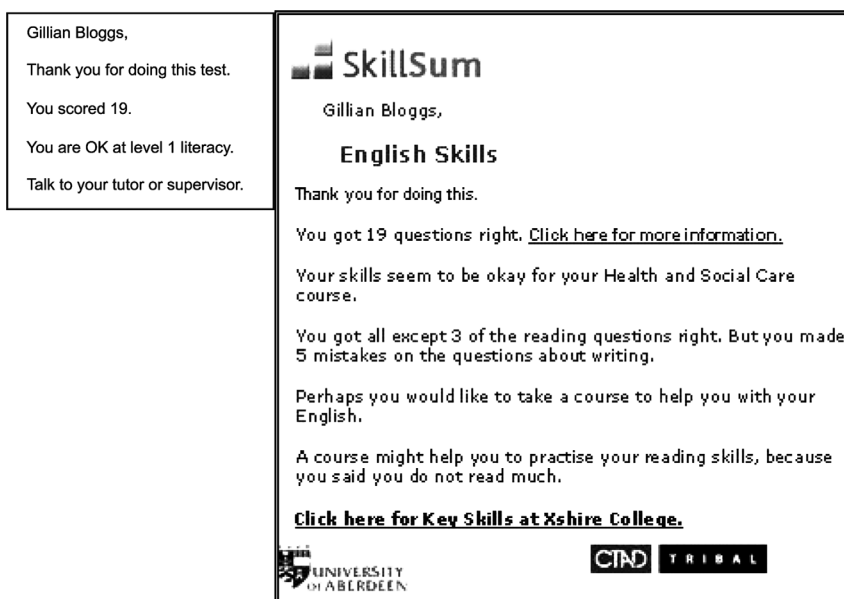 Gillian Bloggs,
Thank you for doing this test.
You scored 19.
You are OK at level 1 literacy.
Talk to your tutor or supervisor.
SkillSum
Gillian Bloggs,
English Skills
Thank you for doing this.
You got 19 questions right. Click here for more information.
Your skills seem to be okay for your Health and Social Care
course.
You got all except 3 of the reading questions right. But you made
5 mistakes on the questions about writing.
Perhaps you would like to take a course to help you with your
English.
A course might help you to practise your reading skills, because
you said you do not read much.
Click here for Key Skills at Xshire College.
UNIVERSITY
OF ABERDEEN
CTAD TRIBAL